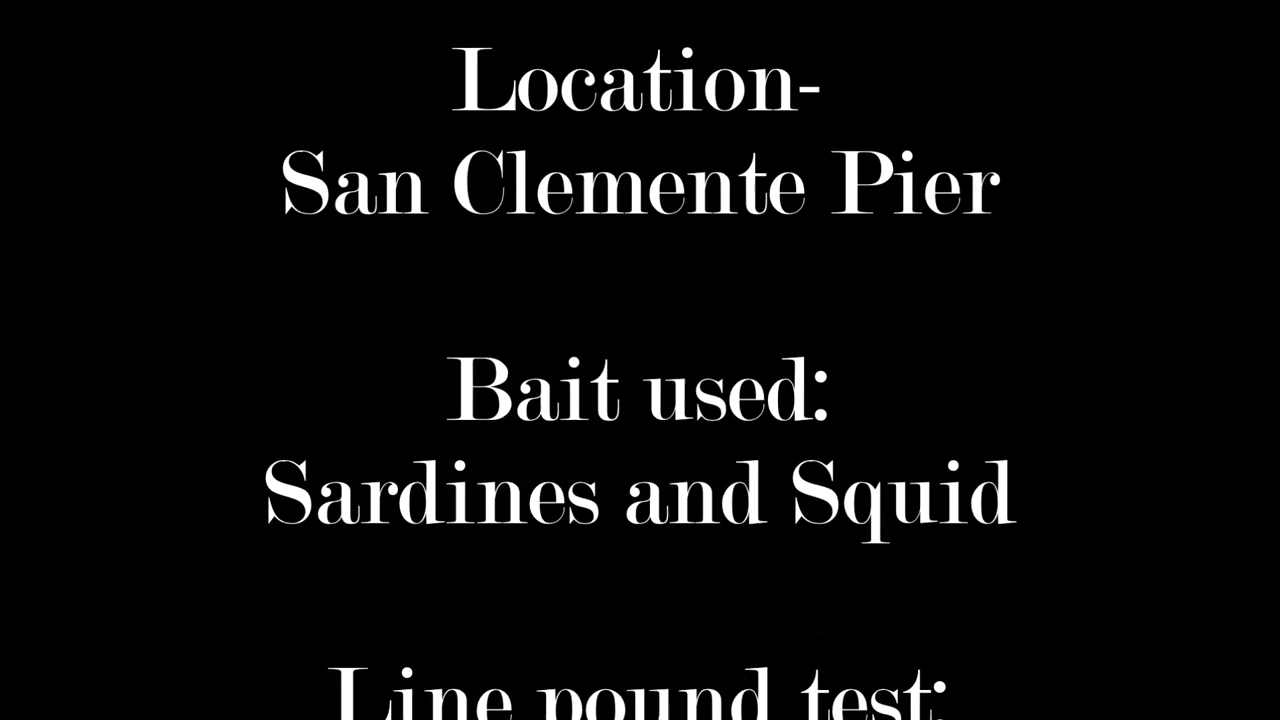 Location-
San Clemente Pier
Bait used:
Sardines and Squid
Line pound test: